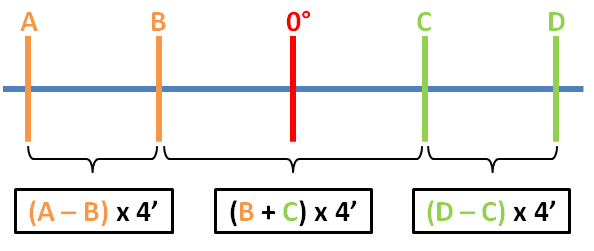 A B 0° C D
(A – B) x 4’ (B + C) x 4’ (D – C) x 4’